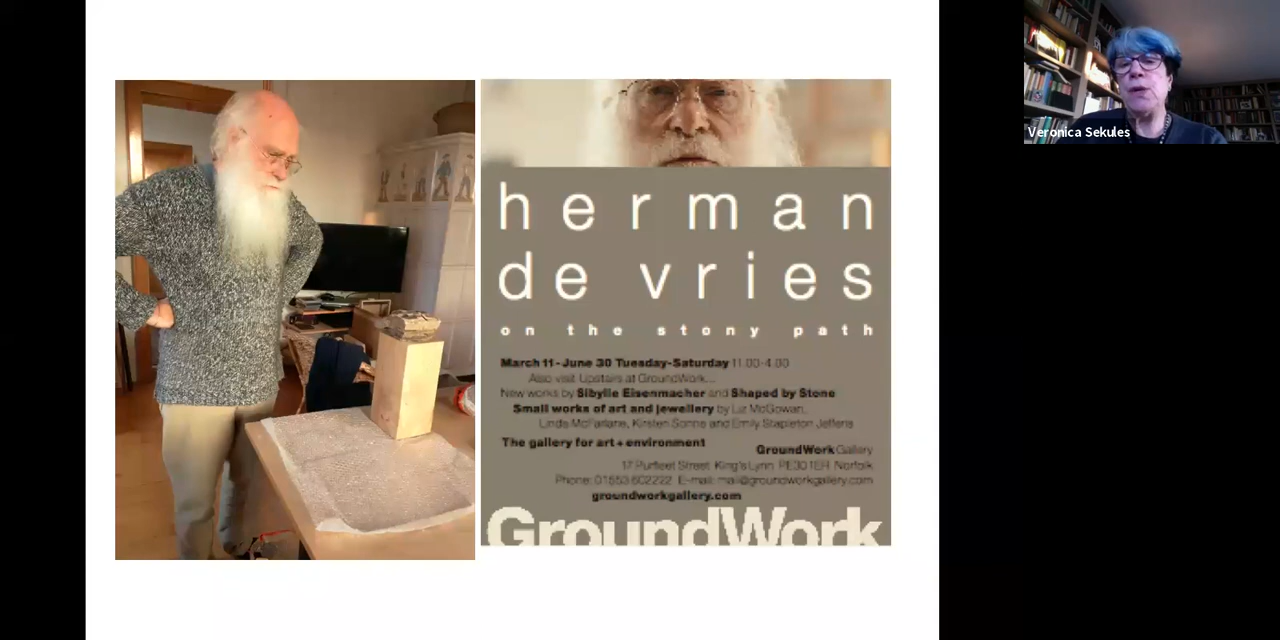 herman
de vries
on the stony path
March 11 - June 30 Tuesday-Saturday 11.00-4.00
Also visit Upstairs at GroundWork...
New works by Sibylle Eisenmacher and Shaped by Stone
Small works of art and jewellery by Liz McGowan,
Linda McFarlane, Kirsten Sonne and Emily Stapleton Jefferis
The gallery for art + environment
GroundWork Gallery
17 Purfleet Street King's Lynn PE30 1ER Norfolk
Phone: 01553 602222 E-mail: mail@groundworkgallery.com
groundworkgallery.com
GroundWork
Veronica Sekules